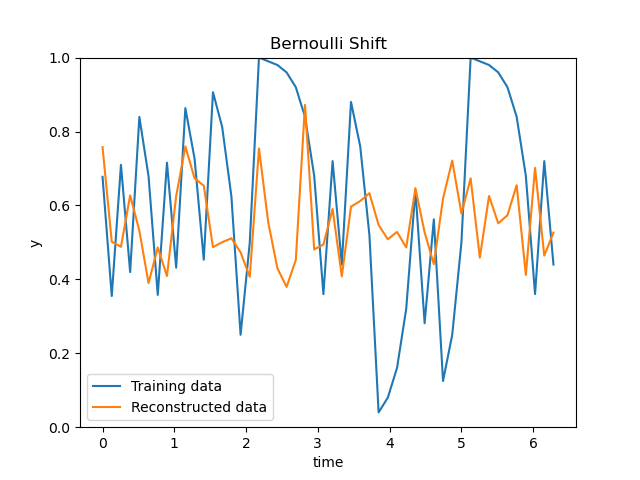 Bernoulli Shift
1.0
0.8
0.6
0.4
0.2
0.0
y
Training data
Reconstructed data
0 1 2 3 4 5 6
time